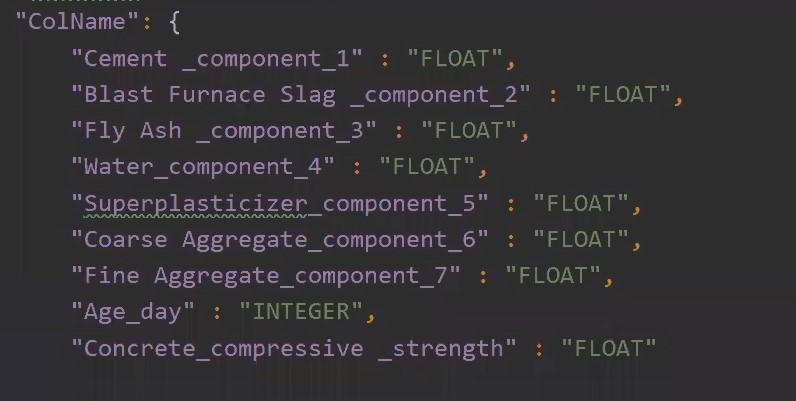 "ColName": {
"Cement _component_1" : "FLOAT",
"Blast Furnace Slag _component_2" : "FLOAT",
"Fly Ash _component_3" : "FLOAT",
"Water_component_4" : "FLOAT",
"Superplasticizer_component_5" : "FLOAT",
"Coarse Aggregate_component_6" : "FLOAT",
"Fine Aggregate_component_7" : "FLOAT",
"Age_day" : "INTEGER",
"Concrete_compressive _strength" : "FLOAT"